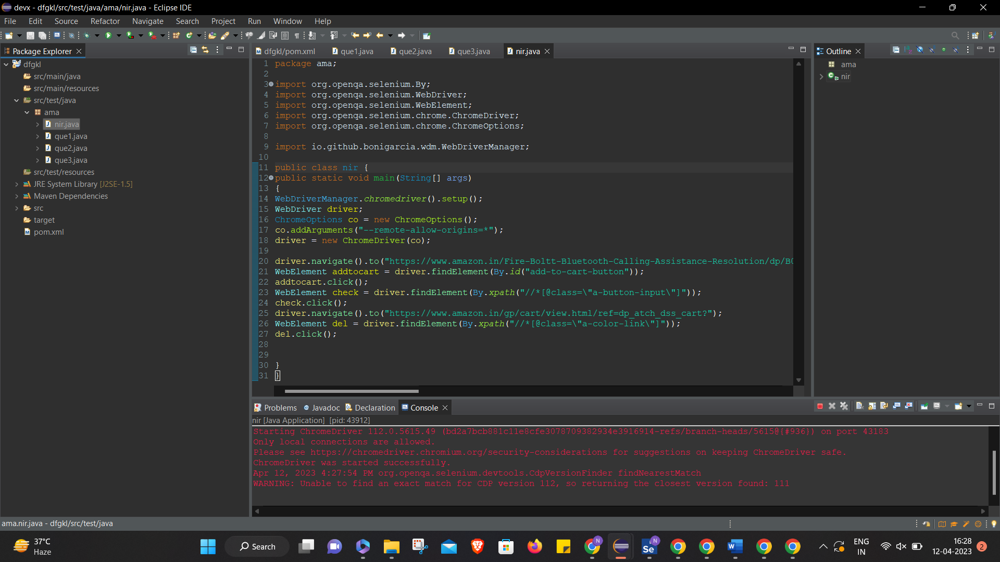 devx - dfgkl/src/test/java/ama/nir.java - Eclipse IDE
File Edit Source Refactor Navigate Search Project Run Window Help
Package Explorer
dfgkl
src/main/java
src/main/resources
src/test/java
ama
nir.java
que1.java
que2.java
que3.java
src/test/resources
JRE System Library [J2SE-1.5]
Maven Dependencies
src
target
pom.xml
dfgkl/pom.xml que1.java que2.java que3.java nir.java
1 package ama;
2
3 import org.openqa.selenium.By;
4 import org.openqa.selenium.WebDriver;
5 import org.openqa.selenium.WebElement;
6 import org.openqa.selenium.chrome.ChromeDriver;
7 import org.openqa.selenium.chrome.ChromeOptions;
8
9 import io.github.bonigarcia.wdm.WebDriverManager;
10
11 public class nir {
12 public static void main(String[] args)
13 {
14 WebDriverManager.chromedriver().setup();
15 WebDriver driver;
16 ChromeOptions co = new ChromeOptions();
17 co.addArguments("--remote-allow-origins=*");
18 driver = new ChromeDriver(co);
19
20 driver.navigate().to("https://www.amazon.in/Fire-Boltt-Bluetooth-Calling-Assistance-Resolution/dp/B0
21 WebElement addtocart = driver.findElement(By.id("add-to-cart-button"));
22 addtocart.click();
23 WebElement check = driver.findElement(By.xpath("//*[@class=\"a-button-input\"]"));
24 check.click();
25 driver.navigate().to("https://www.amazon.in/gp/cart/view.html/ref=dp_atch_dss_cart?");
26 WebElement del = driver.findElement(By.xpath("//*[@class=\"a-color-link\"]"));
27 del.click();
28
29
30 }
31 }
Outline
ama
nir
Problems Javadoc Declaration Console
nir [Java Application] [pid: 43912]
Starting ChromeDriver 112.0.5615.49 (bd2a7bcb881c11e8cfe3078709382934e3916914-refs/branch-heads/5615@{#936}) on port 43183
Only local connections are allowed.
Please see https://chromedriver.chromium.org/security-considerations for suggestions on keeping ChromeDriver safe.
ChromeDriver was started successfully.
Apr 12, 2023 4:27:54 PM org.openqa.selenium.devtools.CdpVersionFinder findNearestMatch
WARNING: Unable to find an exact match for CDP version 112, so returning the closest version found: 111
ama.nir.java - dfgkl/src/test/java
37°C
Haze
Search
N
Se
N
ENG
IN
16:28
12-04-2023
2